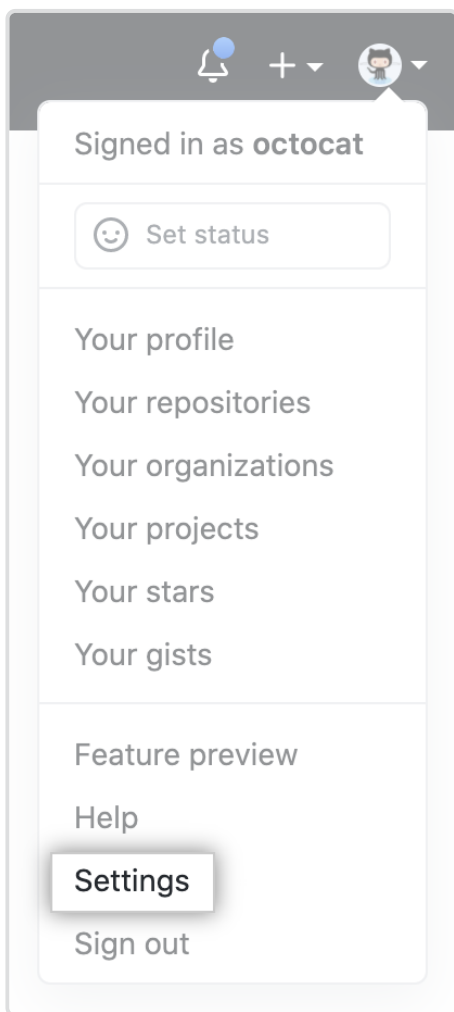 Signed in as octocat
Set status
Your profile
Your repositories
Your organizations
Your projects
Your stars
Your gists
Feature preview
Help
Settings
Sign out